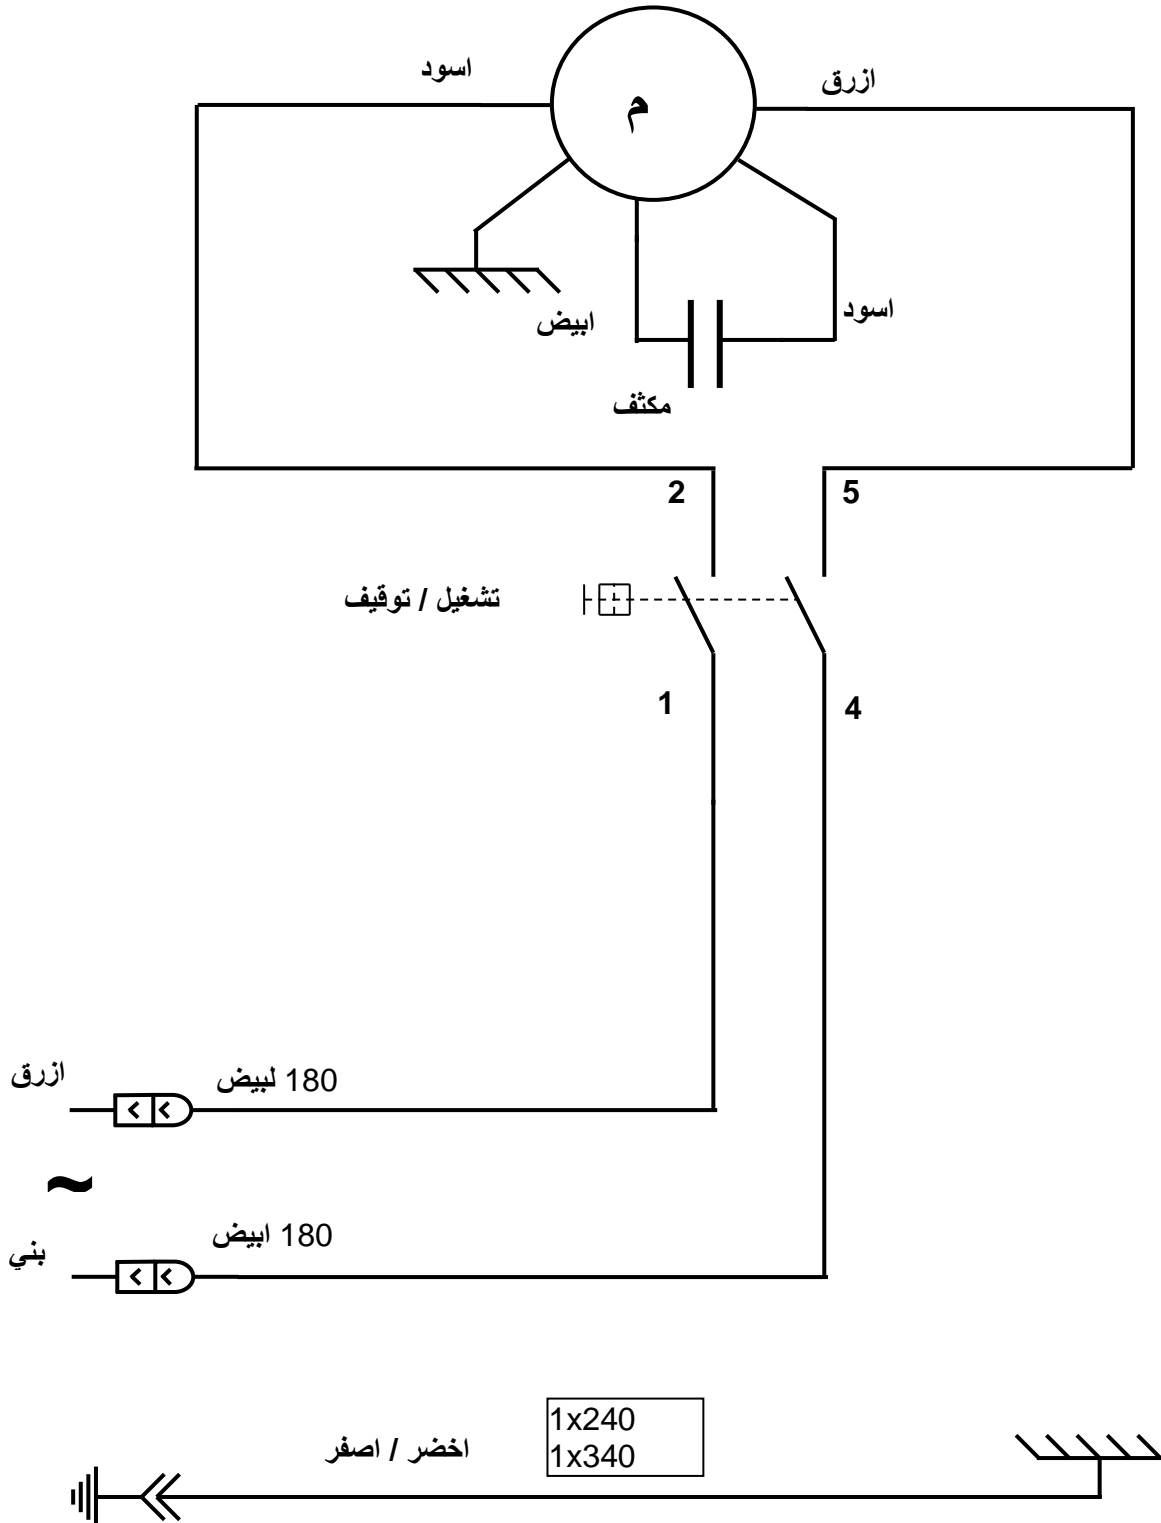 اسود
ازرق
م
ابيض
اسود
مكثف
2
5
تشغيل / توقيف
1
4
ازرق
180 لبيض
~
بني
180 ابيض
1x240
1x340
اخضر / اصفر